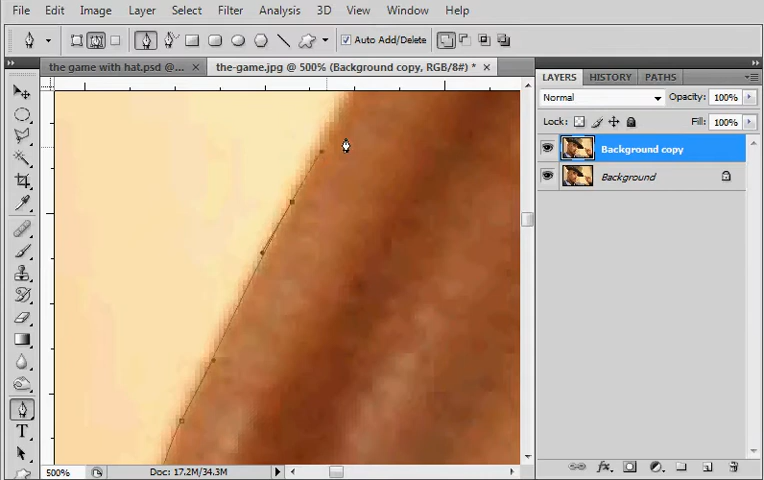 File Edit Image Layer Select Filter Analysis 3D View Window Help
Auto Add/Delete
the game with hat.psd @... × the-game.jpg @ 500% (Background copy, RGB/8#) * ×
LAYERS HISTORY PATHS
Normal Opacity: 100%
Lock: Fill: 100%
Background copy
Background
500% Doc: 17.2M/34.3M